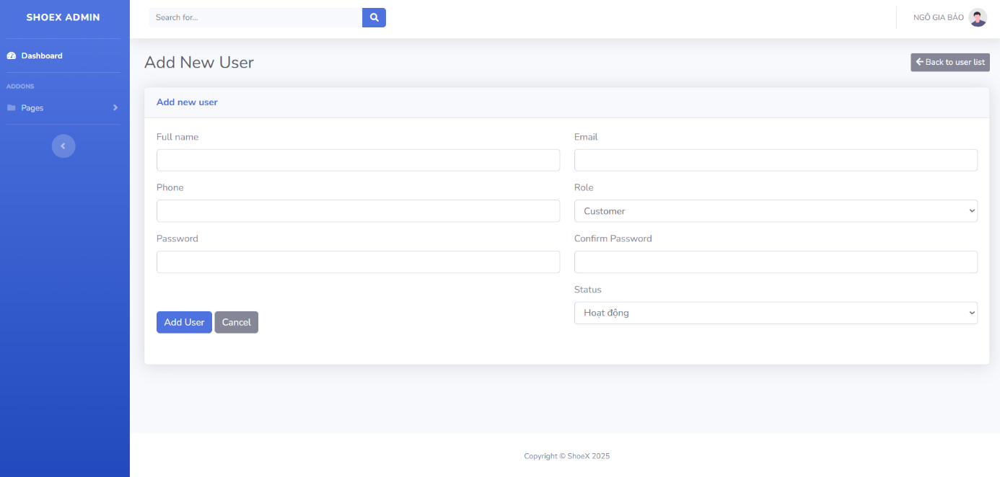 SHOEX ADMIN
Dashboard
ADDONS
Pages
Search for...
NGÔ GIA BẢO
Add New User
Back to user list
Add new user
Full name
Email
Phone
Role
Customer
Password
Confirm Password
Status
Hoạt động
Add User
Cancel
Copyright © ShoeX 2025